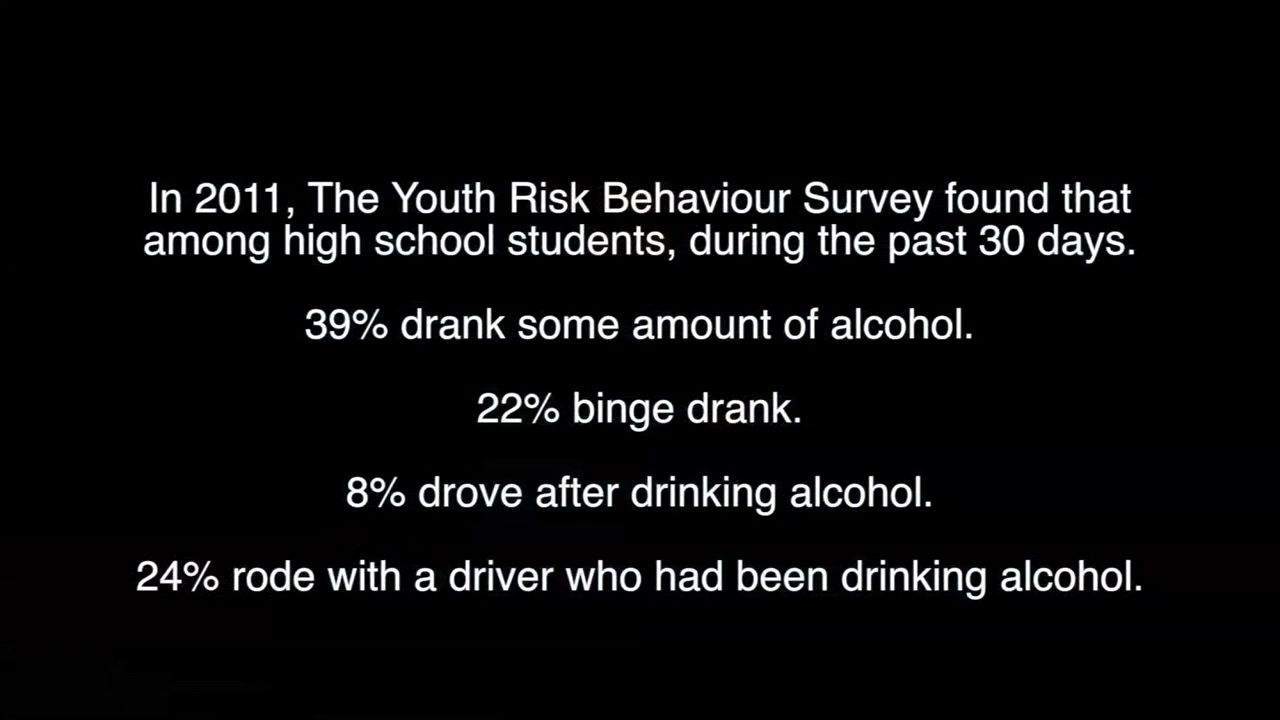 In 2011, The Youth Risk Behaviour Survey found that
among high school students, during the past 30 days.
39% drank some amount of alcohol.
22% binge drank.
8% drove after drinking alcohol.
24% rode with a driver who had been drinking alcohol.